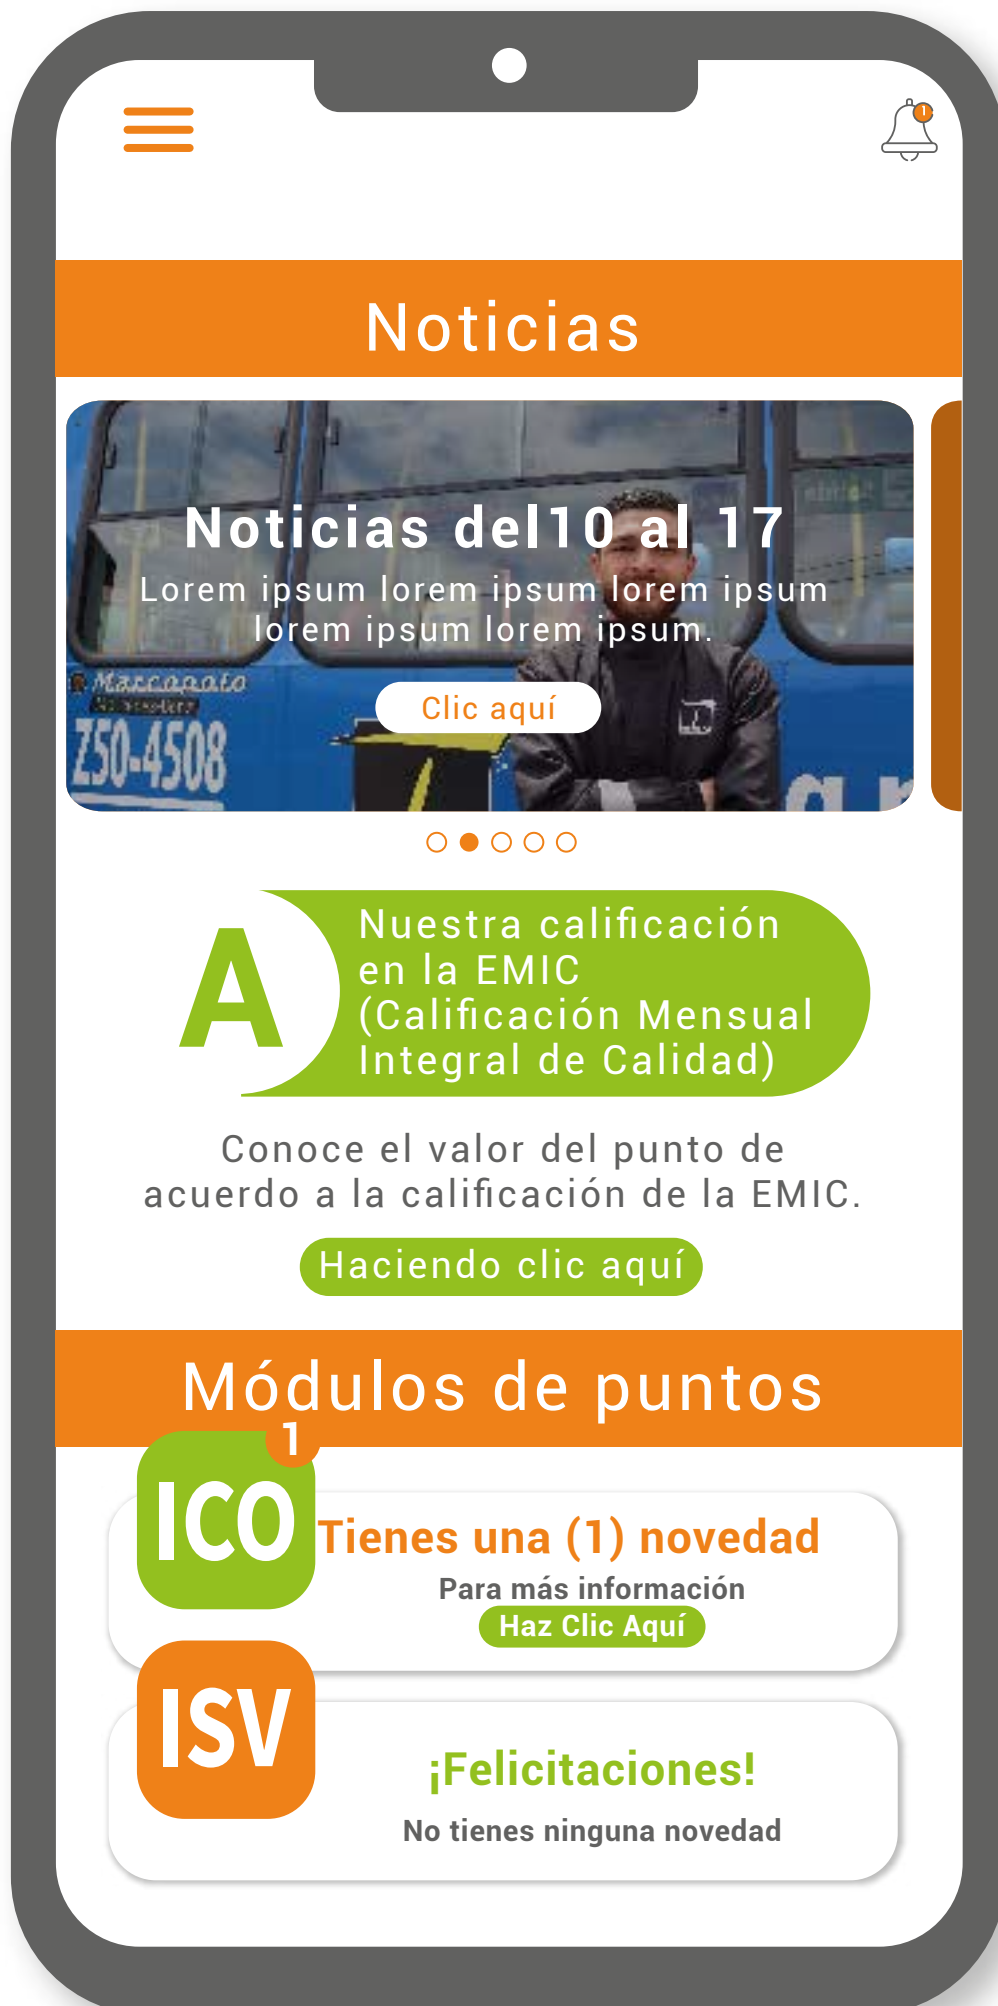 1
Noticias
Noticias del10 al 17
Lorem ipsum lorem ipsum lorem ipsum
lorem ipsum lorem ipsum.
Marcopolo
Z50-4508
Clic aquí
A
Nuestra calificación
en la EMIC
(Calificación Mensual
Integral de Calidad)
Conoce el valor del punto de
acuerdo a la calificación de la EMIC.
Haciendo clic aquí
Módulos de puntos
1
ICO
Tienes una (1) novedad
Para más información
Haz Clic Aquí
ISV
¡Felicitaciones!
No tienes ninguna novedad